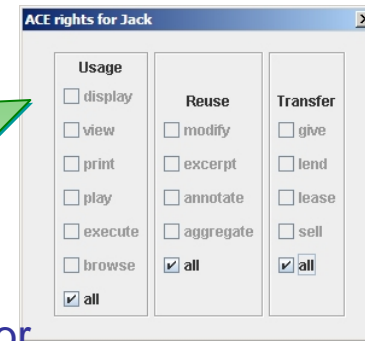 ACE rights for Jack
Usage
display
view
print
play
execute
browse
all
Reuse
modify
excerpt
annotate
aggregate
all
Transfer
give
lend
lease
sell
all
or